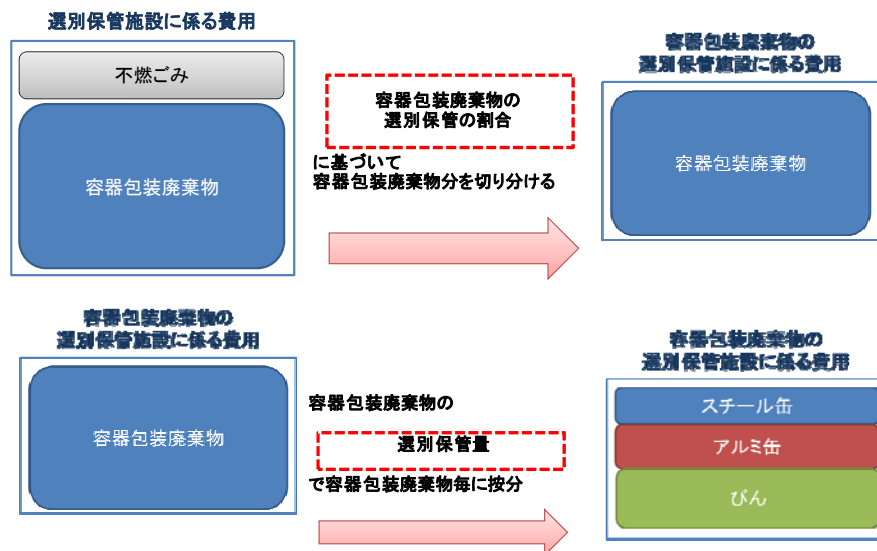 選別保管施設に係る費用
不燃ごみ
容器包装廃棄物
容器包装廃棄物の
選別保管の割合
に基づいて
容器包装廃棄物分を切り分ける
容器包装廃棄物の
選別保管施設に係る費用
容器包装廃棄物
容器包装廃棄物の
選別保管施設に係る費用
容器包装廃棄物
容器包装廃棄物の
選別保管量
で容器包装廃棄物毎に按分
容器包装廃棄物の
選別保管施設に係る費用
スチール缶
アルミ缶
びん